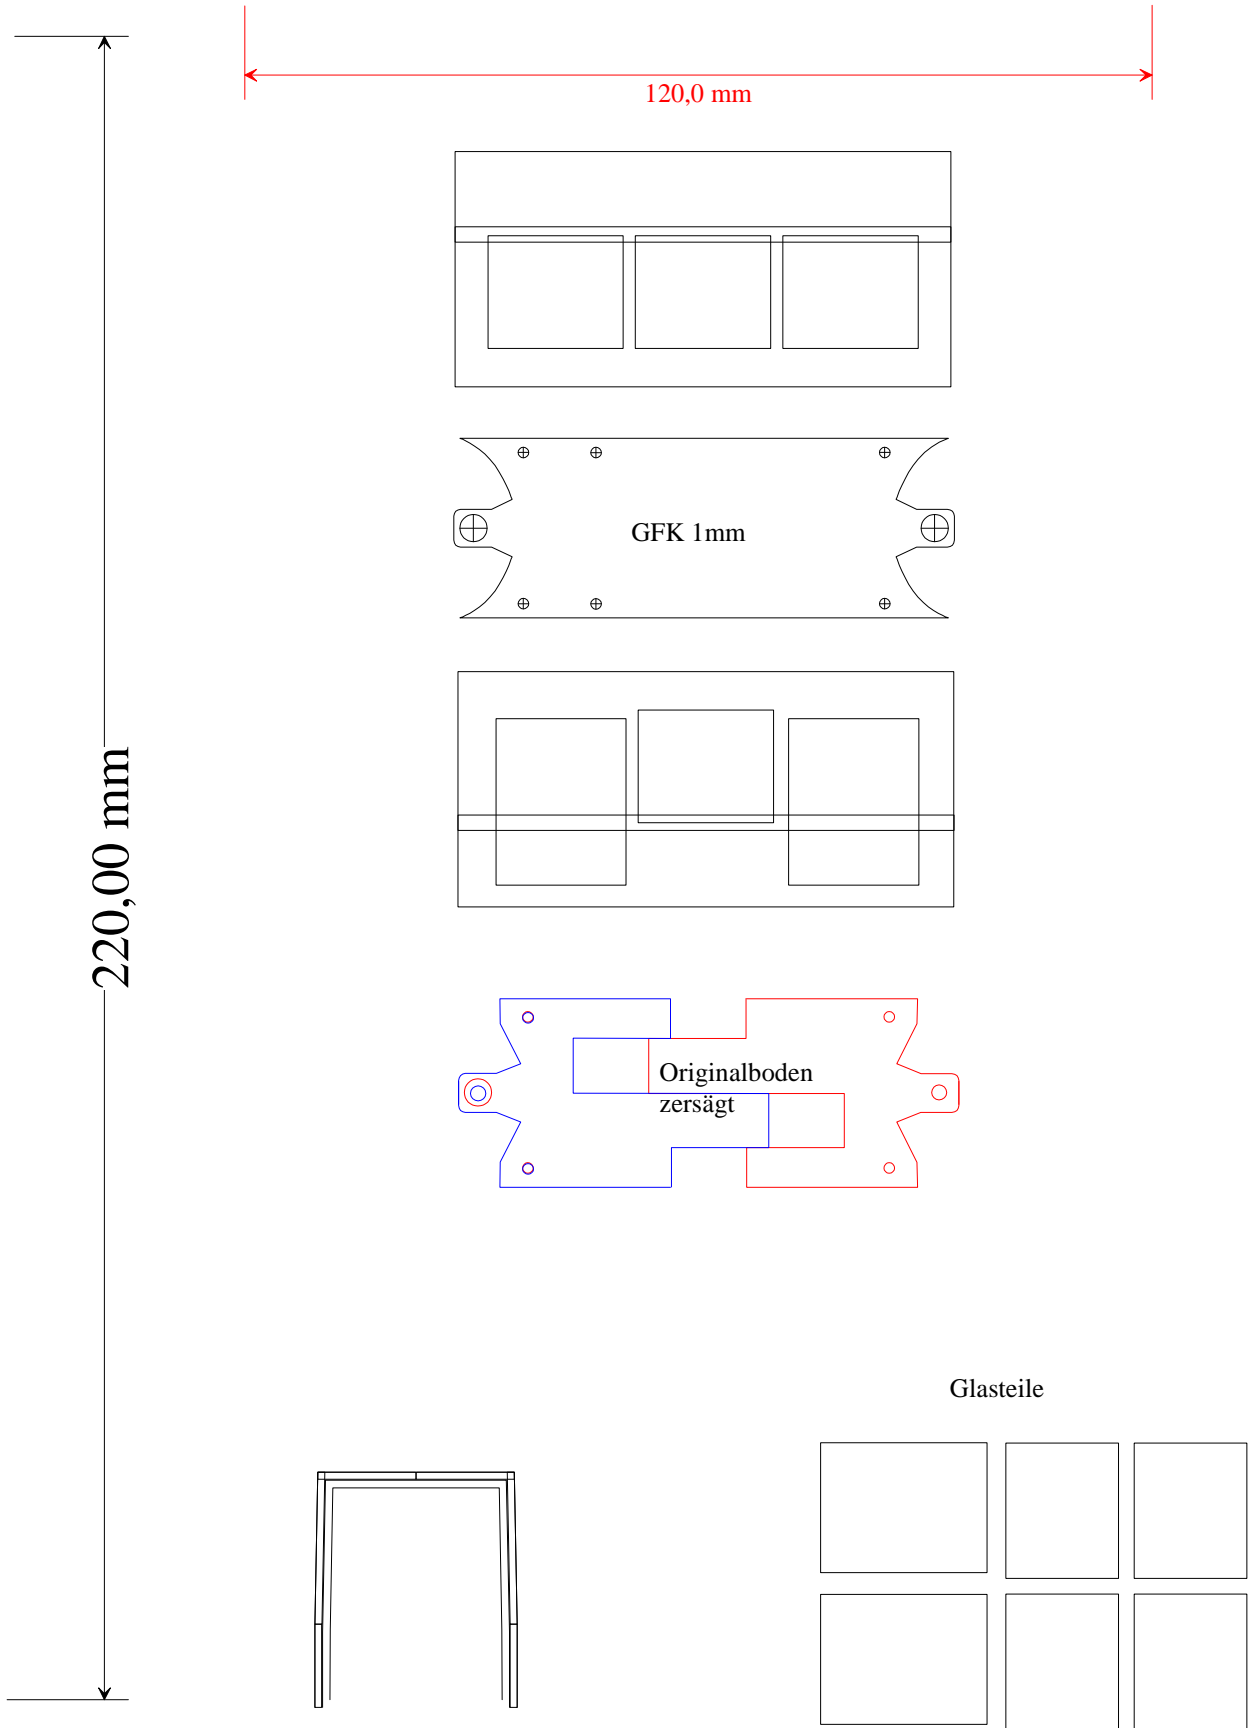 120,0 mm
GFK 1mm
220,00 mm
Originalboden
zersägt
Glasteile